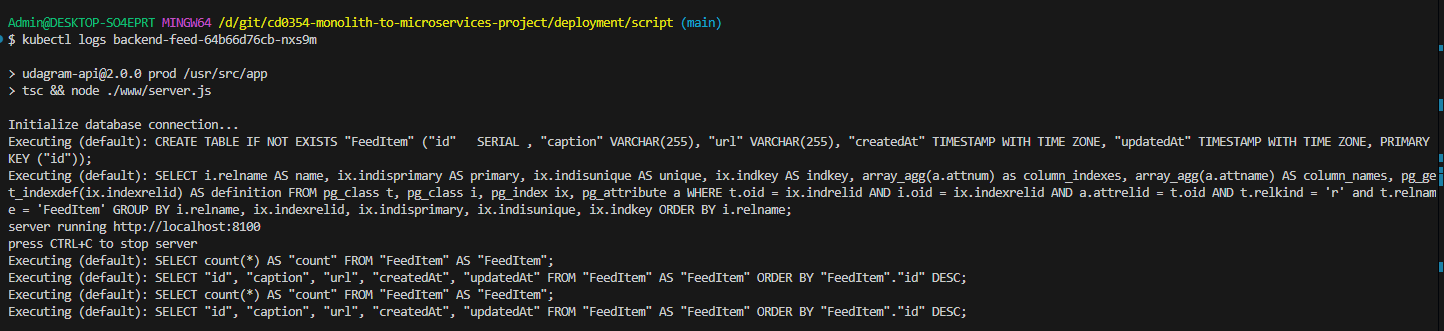 Admin@DESKTOP-SO4EPRT MINGW64 /d/git/cd0354-monolith-to-microservices-project/deployment/script (main)
$ kubectl logs backend-feed-64b66d76cb-nxs9m
> udagram-api@2.0.0 prod /usr/src/app
> tsc && node ./www/server.js
Initialize database connection...
Executing (default): CREATE TABLE IF NOT EXISTS "FeedItem" ("id"   SERIAL , "caption" VARCHAR(255), "url" VARCHAR(255), "createdAt" TIMESTAMP WITH TIME ZONE, "updatedAt" TIMESTAMP WITH TIME ZONE, PRIMARY
KEY ("id"));
Executing (default): SELECT i.relname AS name, ix.indisprimary AS primary, ix.indisunique AS unique, ix.indkey AS indkey, array_agg(a.attnum) as column_indexes, array_agg(a.attname) AS column_names, pg_ge
t_indexdef(ix.indexrelid) AS definition FROM pg_class t, pg_class i, pg_index ix, pg_attribute a WHERE t.oid = ix.indrelid AND i.oid = ix.indexrelid AND a.attrelid = t.oid AND t.relkind = 'r' and t.relnam
e = 'FeedItem' GROUP BY i.relname, ix.indexrelid, ix.indisprimary, ix.indisunique, ix.indkey ORDER BY i.relname;
server running http://localhost:8100
press CTRL+C to stop server
Executing (default): SELECT count(*) AS "count" FROM "FeedItem" AS "FeedItem";
Executing (default): SELECT "id", "caption", "url", "createdAt", "updatedAt" FROM "FeedItem" AS "FeedItem" ORDER BY "FeedItem"."id" DESC;
Executing (default): SELECT count(*) AS "count" FROM "FeedItem" AS "FeedItem";
Executing (default): SELECT "id", "caption", "url", "createdAt", "updatedAt" FROM "FeedItem" AS "FeedItem" ORDER BY "FeedItem"."id" DESC;